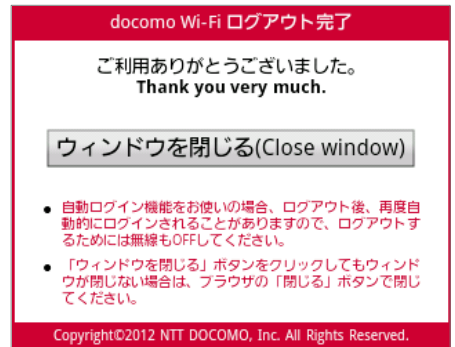 docomo Wi-Fi ログアウト完了
ご利用ありがとうございました。
Thank you very much.
ウィンドウを閉じる(Close window)
● 自動ログイン機能をお使いの場合、ログアウト後、再度自
動的にログインされることがありますので、ログアウトす
るためには無線もOFFしてください。
● 「ウィンドウを閉じる」ボタンをクリックしてもウィンド
ウが閉じない場合は、ブラウザの「閉じる」ボタンで閉じ
てください。
Copyright©2012 NTT DOCOMO, Inc. All Rights Reserved.